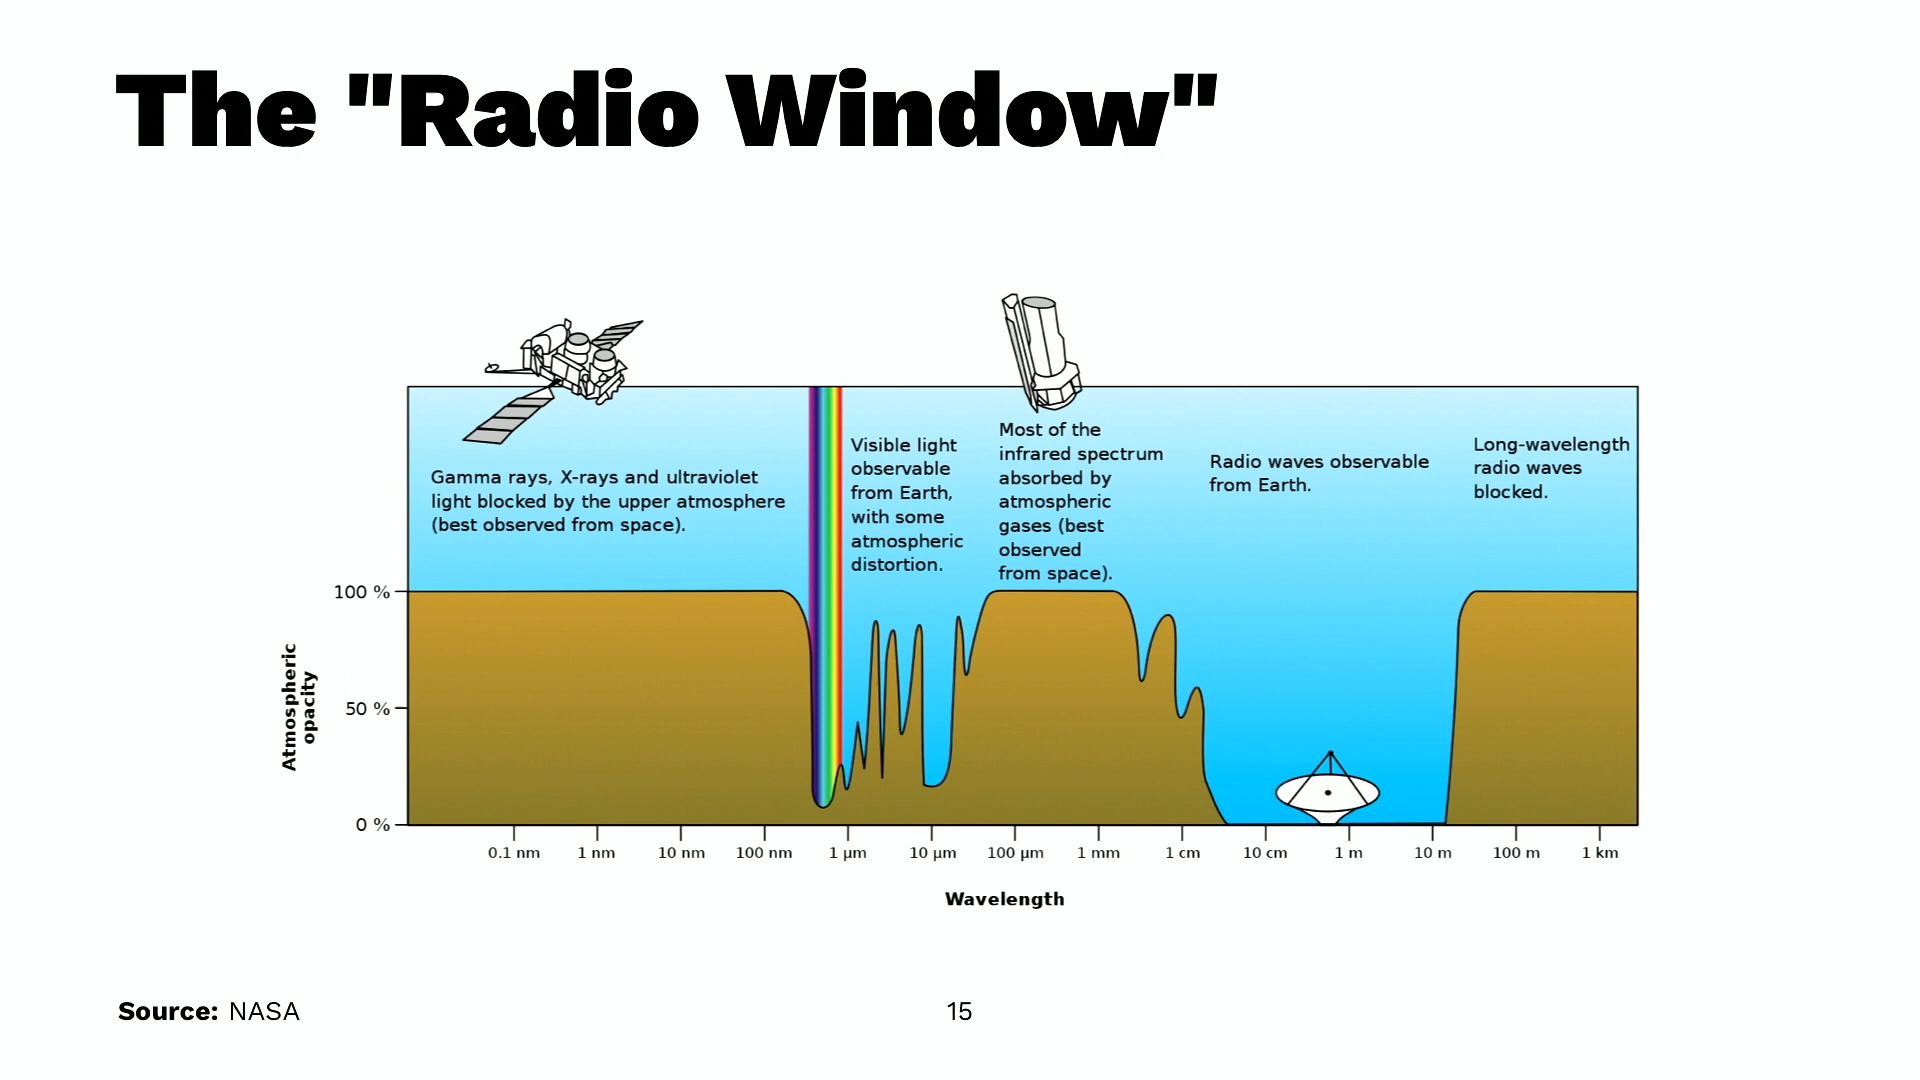 The "Radio Window"
Gamma rays, X-rays and ultraviolet
light blocked by the upper atmosphere
(best observed from space).
Visible light
observable
from Earth,
with some
atmospheric
distortion.
Most of the
infrared spectrum
absorbed by
atmospheric
gases (best
observed
from space).
Radio waves observable
from Earth.
Long-wavelength
radio waves
blocked.
Atmospheric
opacity
100 %
50 %
0 %
0.1 nm
1 nm
10 nm
100 nm
1 μm
10 μm
100 μm
1 mm
1 cm
10 cm
1 m
10 m
100 m
1 km
Wavelength
Source: NASA
15